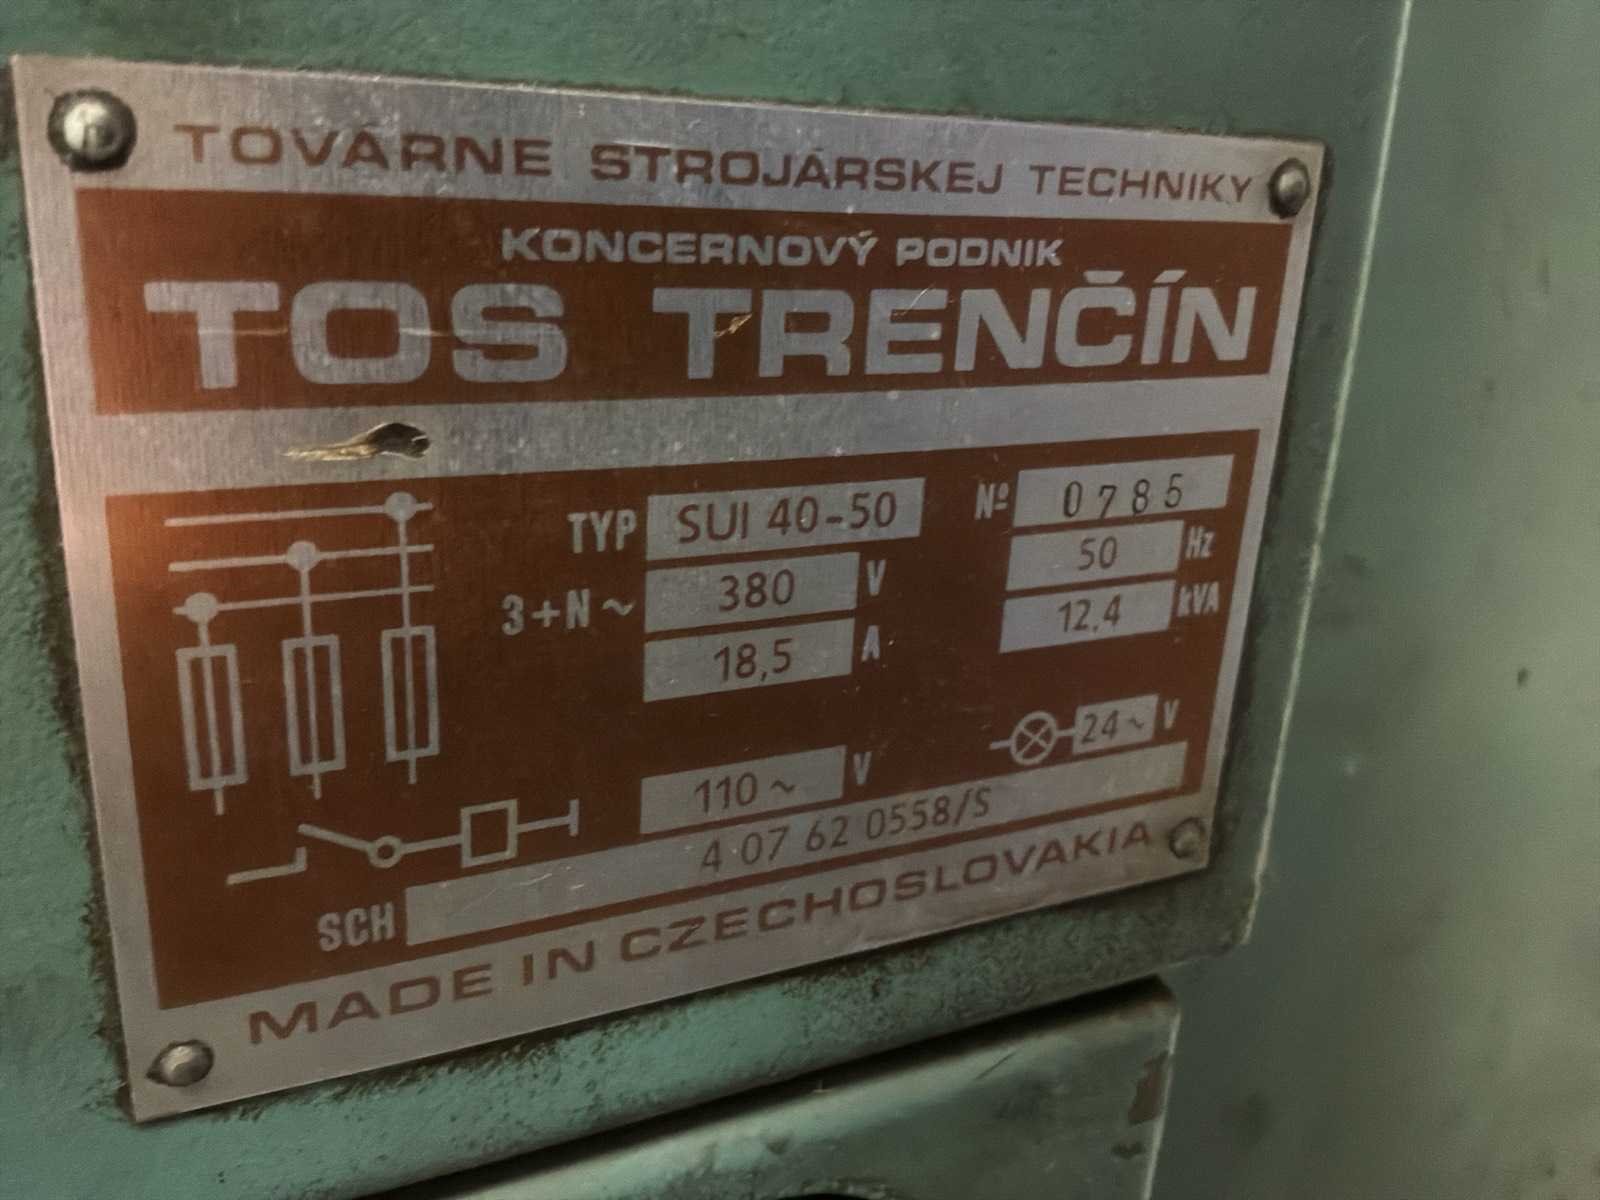 TOVÁRNE STROJÁRSKEJ TECHNIKY
KONCERNOVÝ PODNIK
TOS TRENČÍN
TYP SUI 40-50 Nº 0785
3+N ~ 380 V 50 Hz
18,5 A 12,4 kVA
24~ V
110~ V
SCH 4 07 62 0558/S
MADE IN CZECHOSLOVAKIA